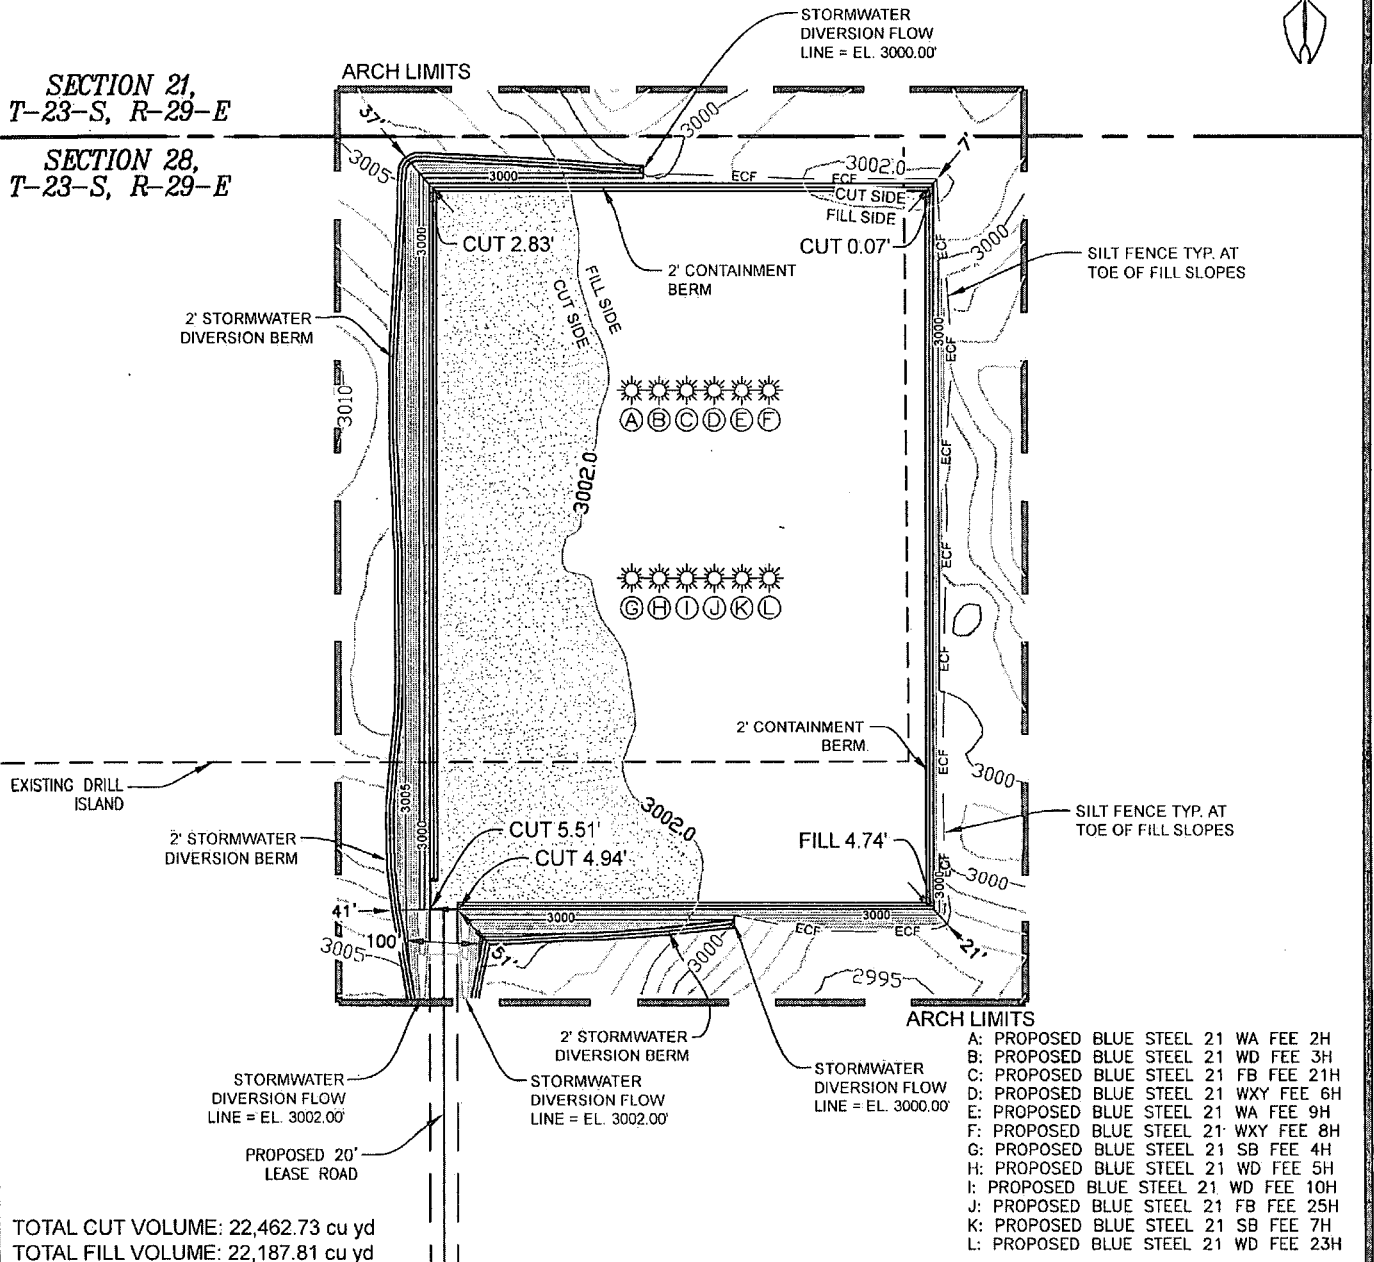 STORMWATER
DIVERSION FLOW
LINE = EL. 3000.00'
ARCH LIMITS
SECTION 21,
T-23-S, R-29-E
SECTION 28,
T-23-S, R-29-E
37'
3000
7'
3005
3002.0
3000
ECF
ECF
CUT SIDE
FILL SIDE
3000
CUT 2.83'
CUT 0.07'
ECF
3000
SILT FENCE TYP. AT
TOE OF FILL SLOPES
2' CONTAINMENT
BERM
FILL SIDE
CUT SIDE
2' STORMWATER
DIVERSION BERM
3000
ECF
3010
A B C D E F
3002.0
ECF
ECF
G H I J K L
ECF
2' CONTAINMENT
BERM
ECF
EXISTING DRILL
ISLAND
3005
3000
3000
3002.0
SILT FENCE TYP. AT
TOE OF FILL SLOPES
2' STORMWATER
DIVERSION BERM
CUT 5.51'
CUT 4.94'
FILL 4.74'
ECF
3000
3000
41'
3000
3000
100'
3005
51'
3000
ECF
ECF
21'
2995
ARCH LIMITS
2' STORMWATER
DIVERSION BERM
STORMWATER
DIVERSION FLOW
LINE = EL. 3002.00'
STORMWATER
DIVERSION FLOW
LINE = EL. 3002.00'
STORMWATER
DIVERSION FLOW
LINE = EL. 3000.00'
PROPOSED 20'
LEASE ROAD
A: PROPOSED BLUE STEEL 21 WA FEE 2H
B: PROPOSED BLUE STEEL 21 WD FEE 3H
C: PROPOSED BLUE STEEL 21 FB FEE 21H
D: PROPOSED BLUE STEEL 21 WXY FEE 6H
E: PROPOSED BLUE STEEL 21 WA FEE 9H
F: PROPOSED BLUE STEEL 21 WXY FEE 8H
G: PROPOSED BLUE STEEL 21 SB FEE 4H
H: PROPOSED BLUE STEEL 21 WD FEE 5H
I: PROPOSED BLUE STEEL 21 WD FEE 10H
J: PROPOSED BLUE STEEL 21 FB FEE 25H
K: PROPOSED BLUE STEEL 21 SB FEE 7H
L: PROPOSED BLUE STEEL 21 WD FEE 23H
TOTAL CUT VOLUME: 22,462.73 cu yd
TOTAL FILL VOLUME: 22,187.81 cu yd